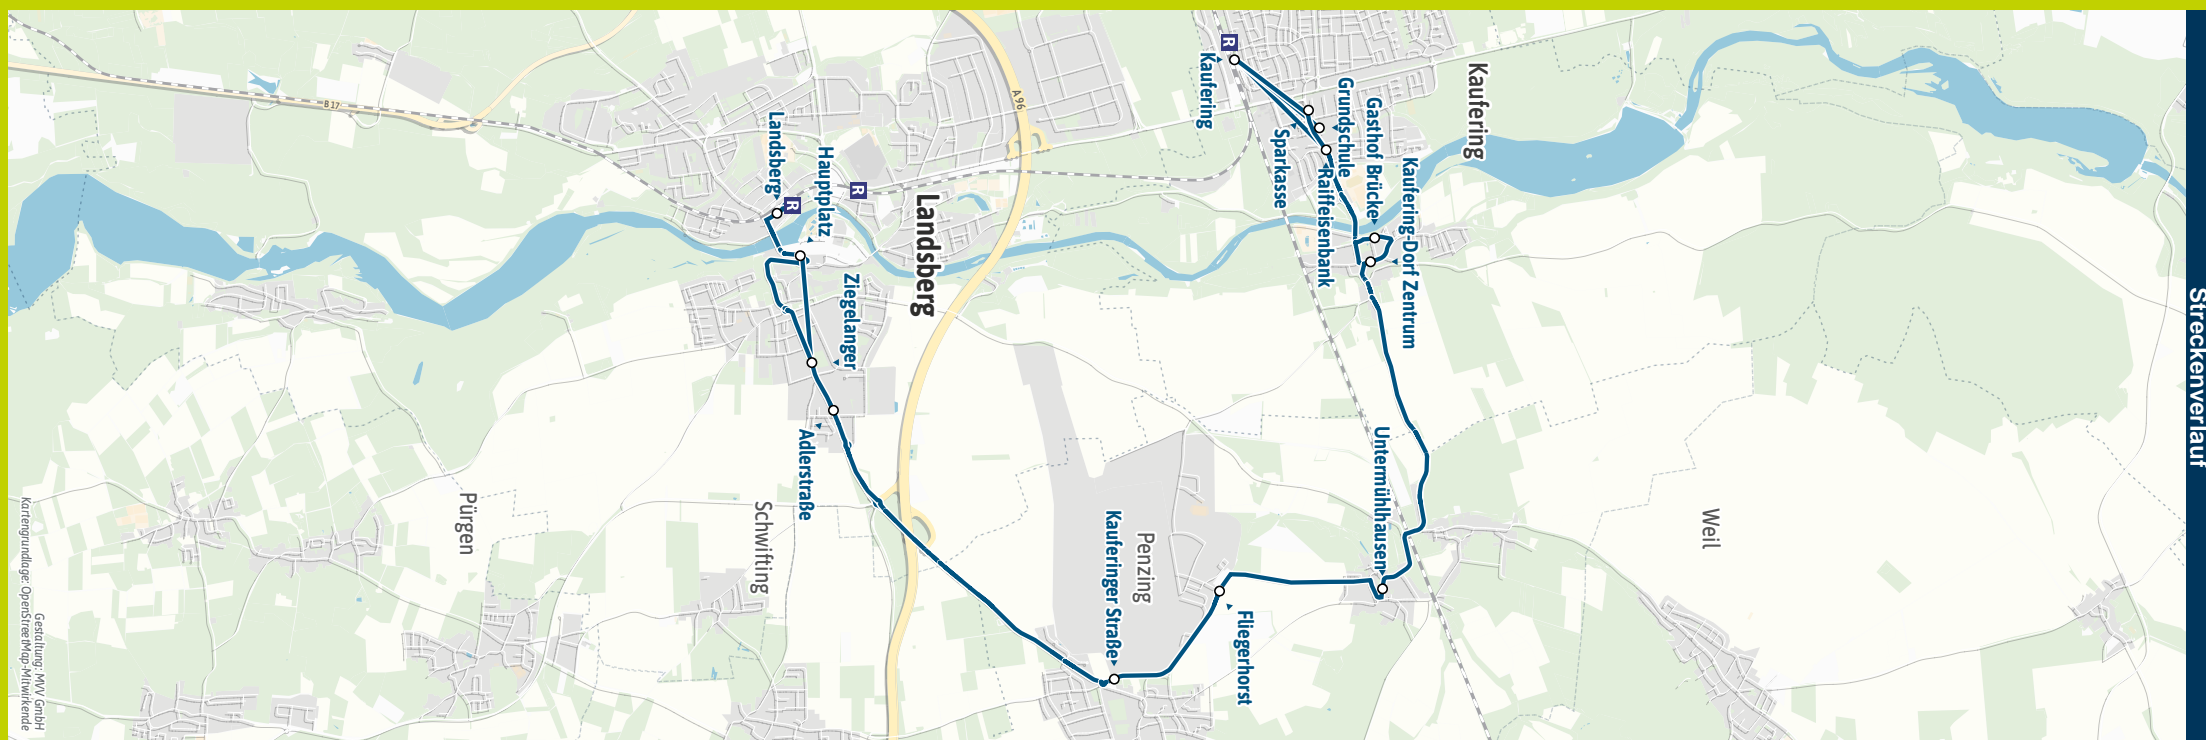 Streckenverlauf
Kaufering
R
Kaufering
Grundschule
Gasthof Brücke
Kaufering-Dorf Zentrum
Sparkasse
Raiffeisenbank
A 96
B 17
Landsberg
R
Hauptplatz
R
Landsberg
Ziegelanger
Adlerstraße
Untermühlhausen
Weil
Penzing
Kauferinger Straße
Fliegerhorst
Schwifting
Pürgen
Gestaltung: MVV GmbH
Kartengrundlage: OpenStreetMap-Mitwirkende